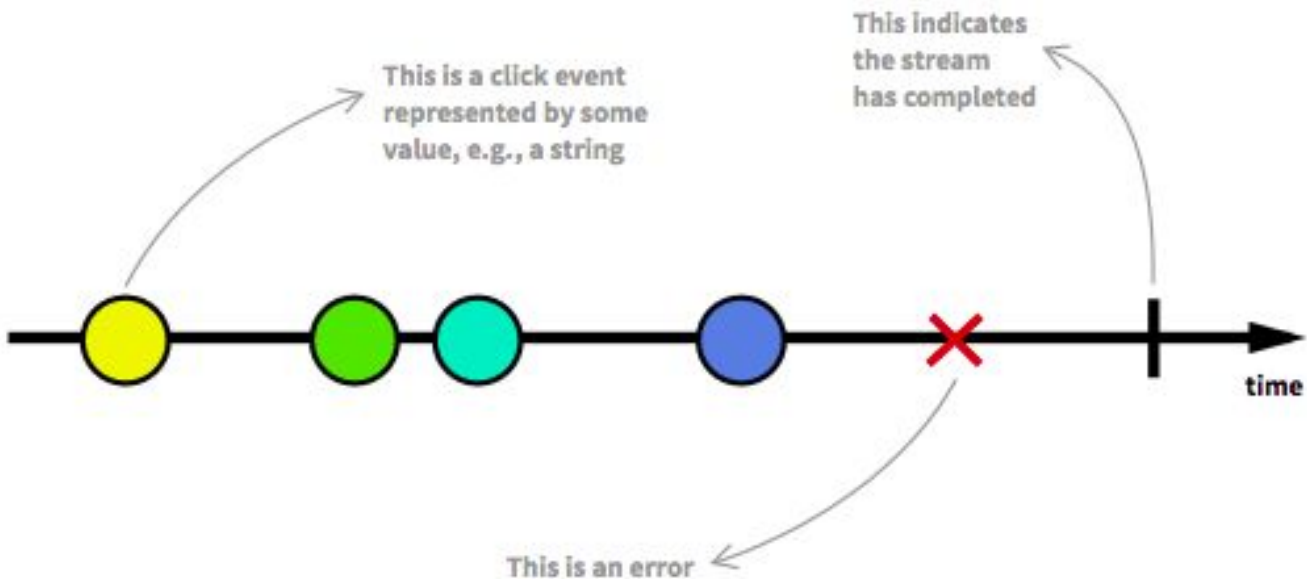 This is a click event
represented by some
value, e.g., a string
This indicates
the stream
has completed
time
This is an error